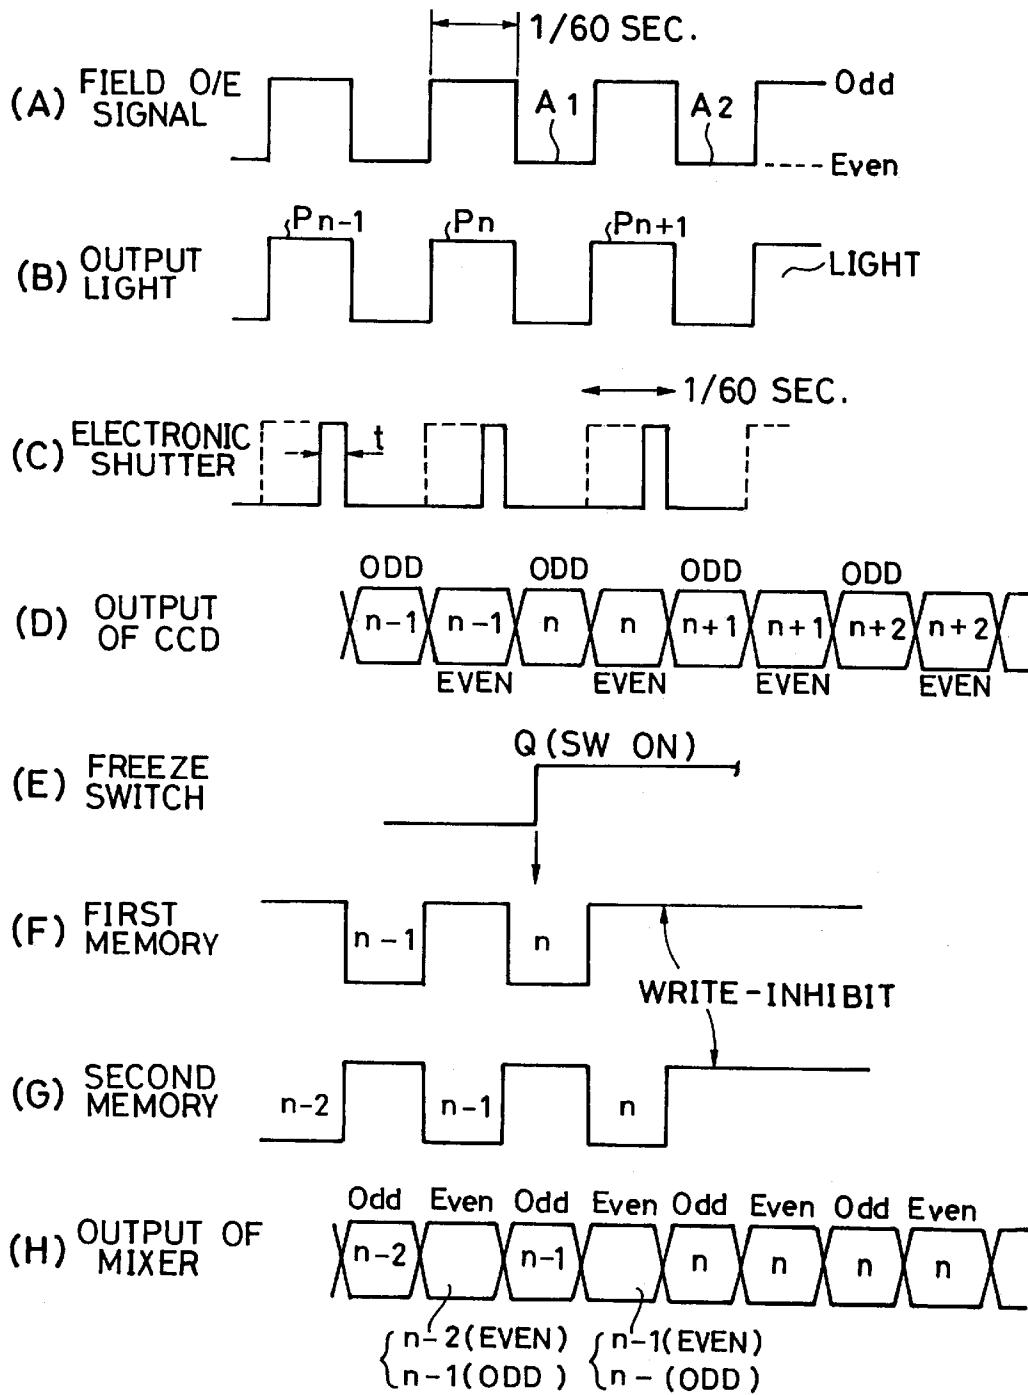 1/60 SEC.
(A) FIELD O/E
SIGNAL
A1
A2
Odd
Even
Pn-1
Pn
Pn+1
(B) OUTPUT
LIGHT
LIGHT
1/60 SEC.
(C) ELECTRONIC
SHUTTER
t
ODD ODD ODD ODD
(D) OUTPUT
OF CCD
n-1 n-1 n n n+1 n+1 n+2 n+2
EVEN EVEN EVEN EVEN
Q (SW ON)
(E) FREEZE
SWITCH
(F) FIRST
MEMORY
n-1 n
WRITE-INHIBIT
(G) SECOND
MEMORY
n-2 n-1 n
Odd Even Odd Even Odd Even Odd Even
(H) OUTPUT OF
MIXER
n-2 n-1 n n n n
n-2(EVEN)
n-1(ODD)
n-1(EVEN)
n-(ODD)